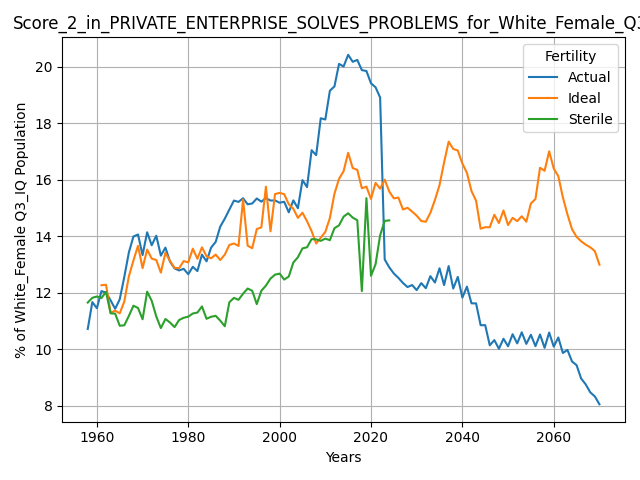 Score_2_in_PRIVATE_ENTERPRISE_SOLVES_PROBLEMS_for_White_Female_Q3
Fertility
Actual
Ideal
Sterile
% of White_Female Q3_IQ Population
20
18
16
14
12
10
8
1960
1980
2000
2020
2040
2060
Years